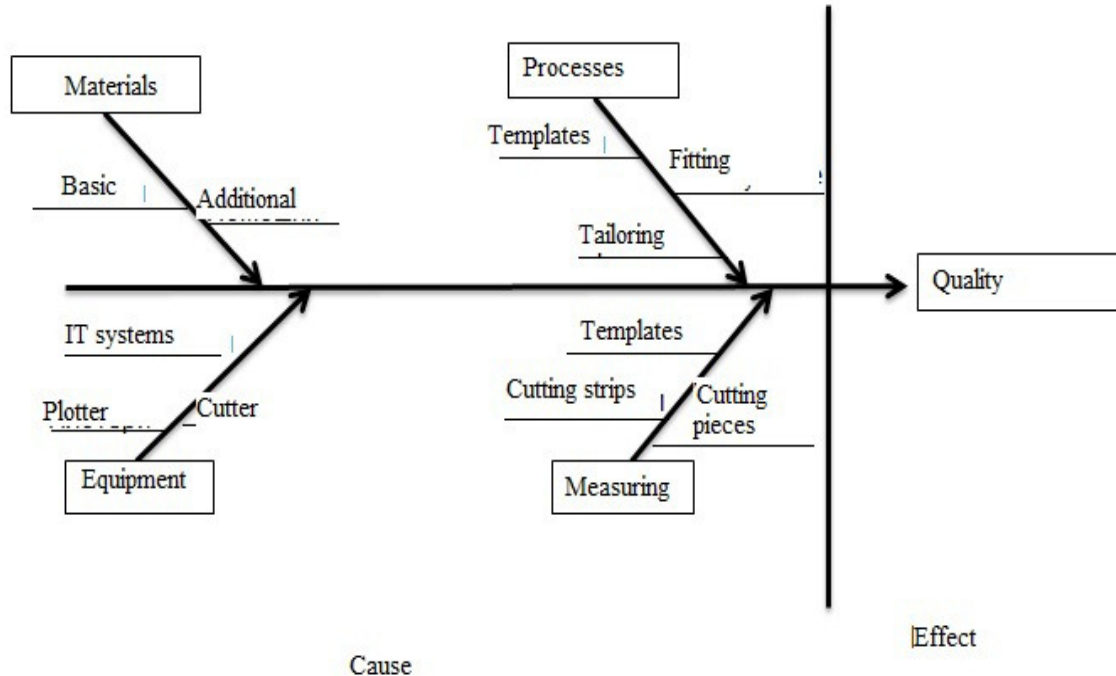 Materials
Processes
Templates
Fitting
Basic
Additional
Tailoring
Quality
IT systems
Templates
Cutting strips
Cutting
pieces
Plotter
Cutter
Equipment
Measuring
Effect
Cause